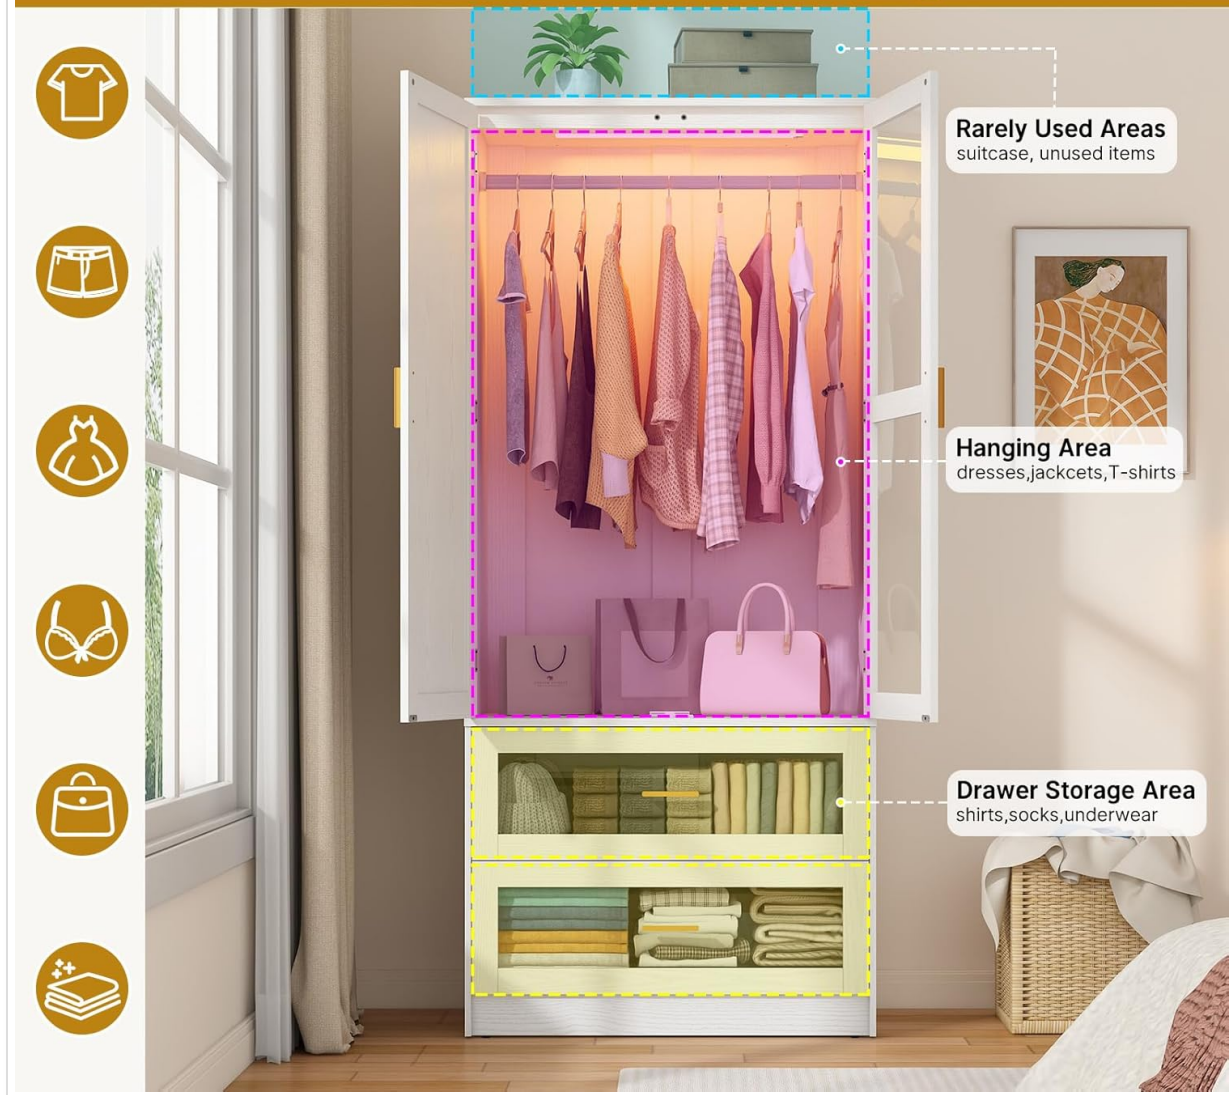 Rarely Used Areas
suitcase, unused items
Hanging Area
dresses,jackcets,T-shirts
Drawer Storage Area
shirts,socks,underwear